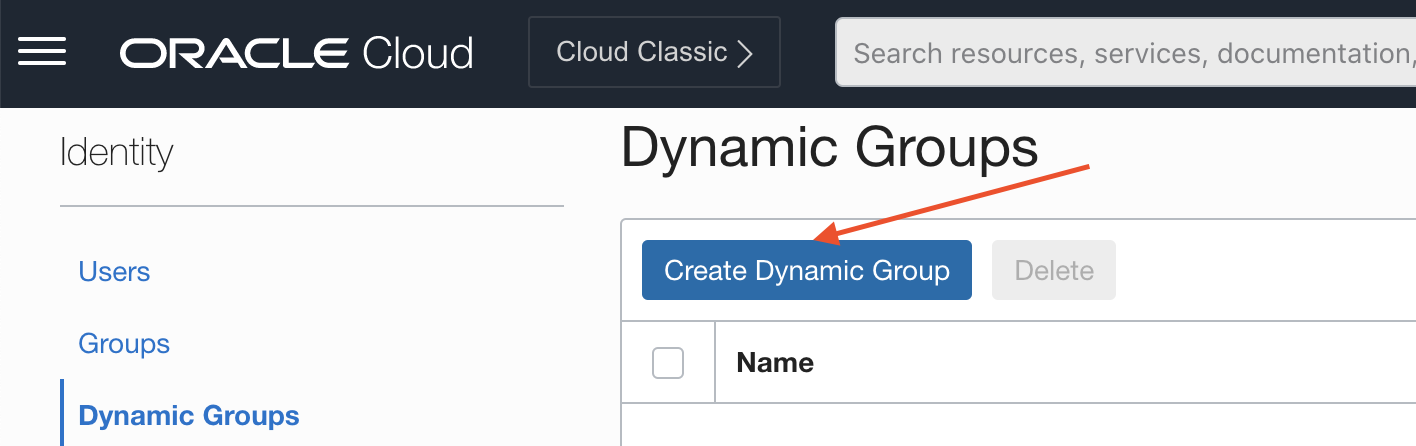 ORACLE Cloud
Cloud Classic
Search resources, services, documentation,
Identity
Users
Groups
Dynamic Groups
Dynamic Groups
Create Dynamic Group
Delete
Name